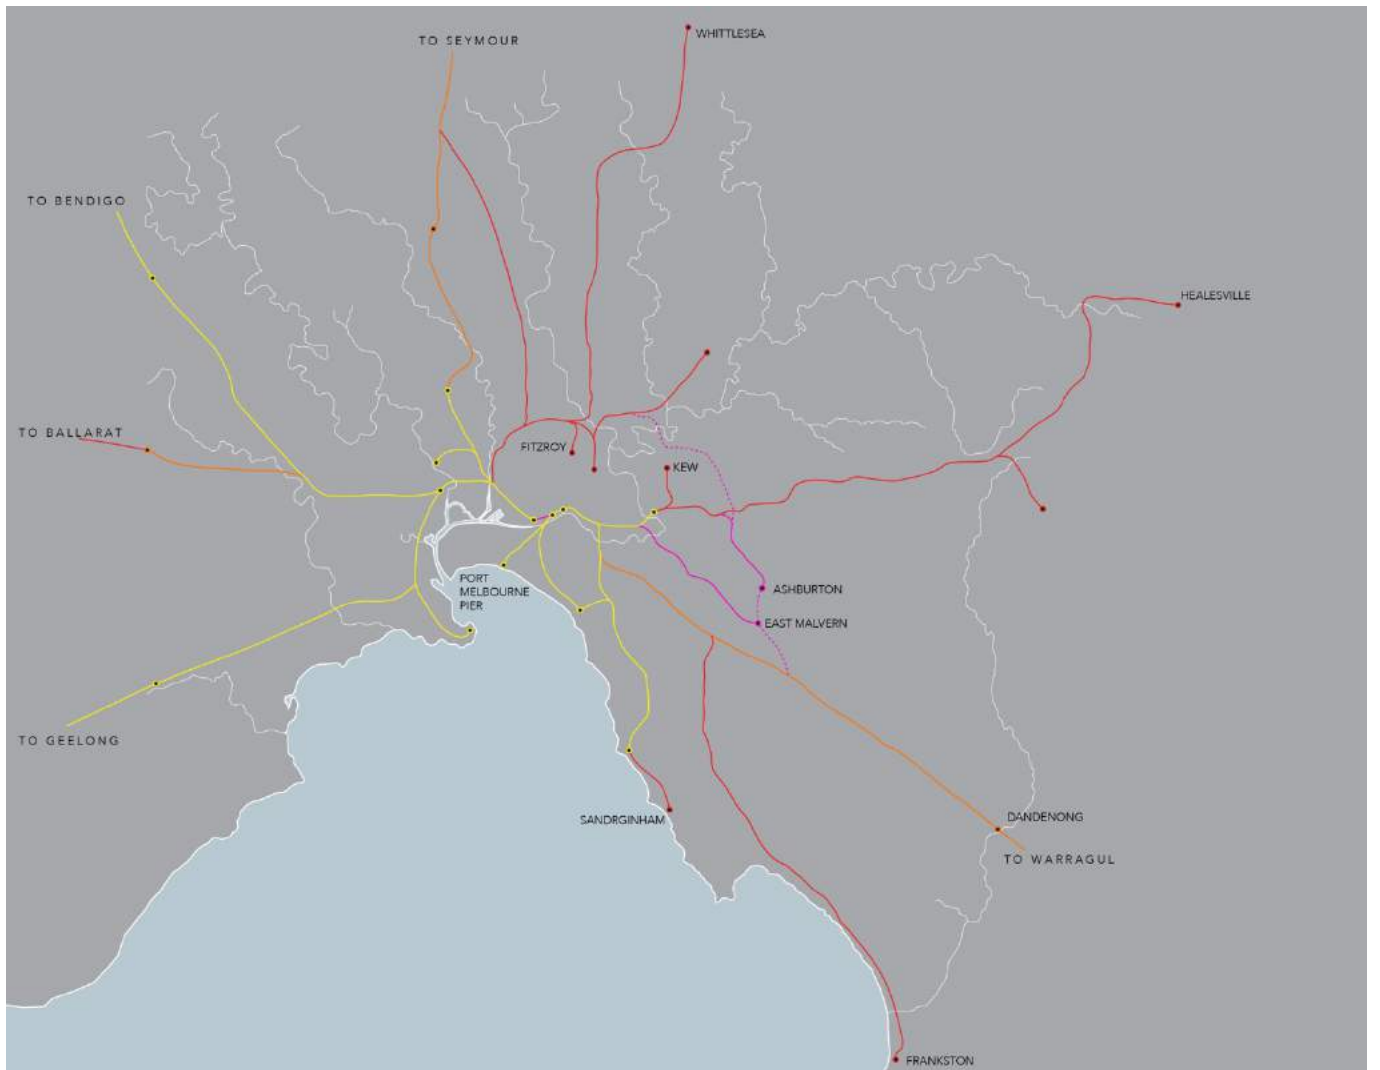 WHITTLESEA
TO SEYMOUR
TO BENDIGO
HEALESVILLE
TO BALLARAT
FITZROY
KEW
PORT
MELBOURNE
PIER
ASHBURTON
EAST MALVERN
TO GEELONG
SANDRGINHAM
DANDENONG
TO WARRAGUL
FRANKSTON